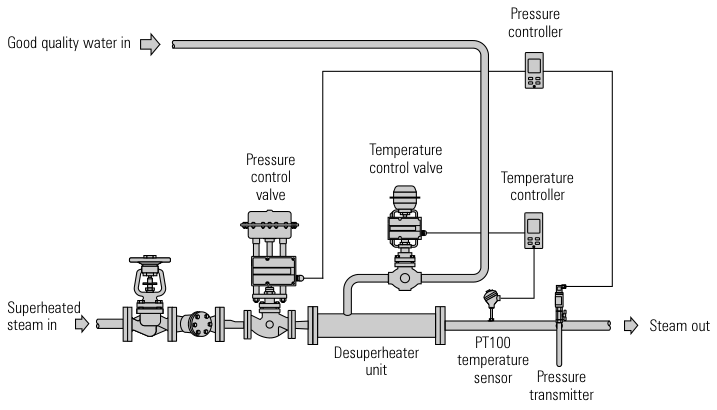 Pressure
controller
Good quality water in
Temperature
control valve
Pressure
control
valve
Temperature
controller
Superheated
steam in
Steam out
Desuperheater
unit
PT100
temperature
sensor
Pressure
transmitter